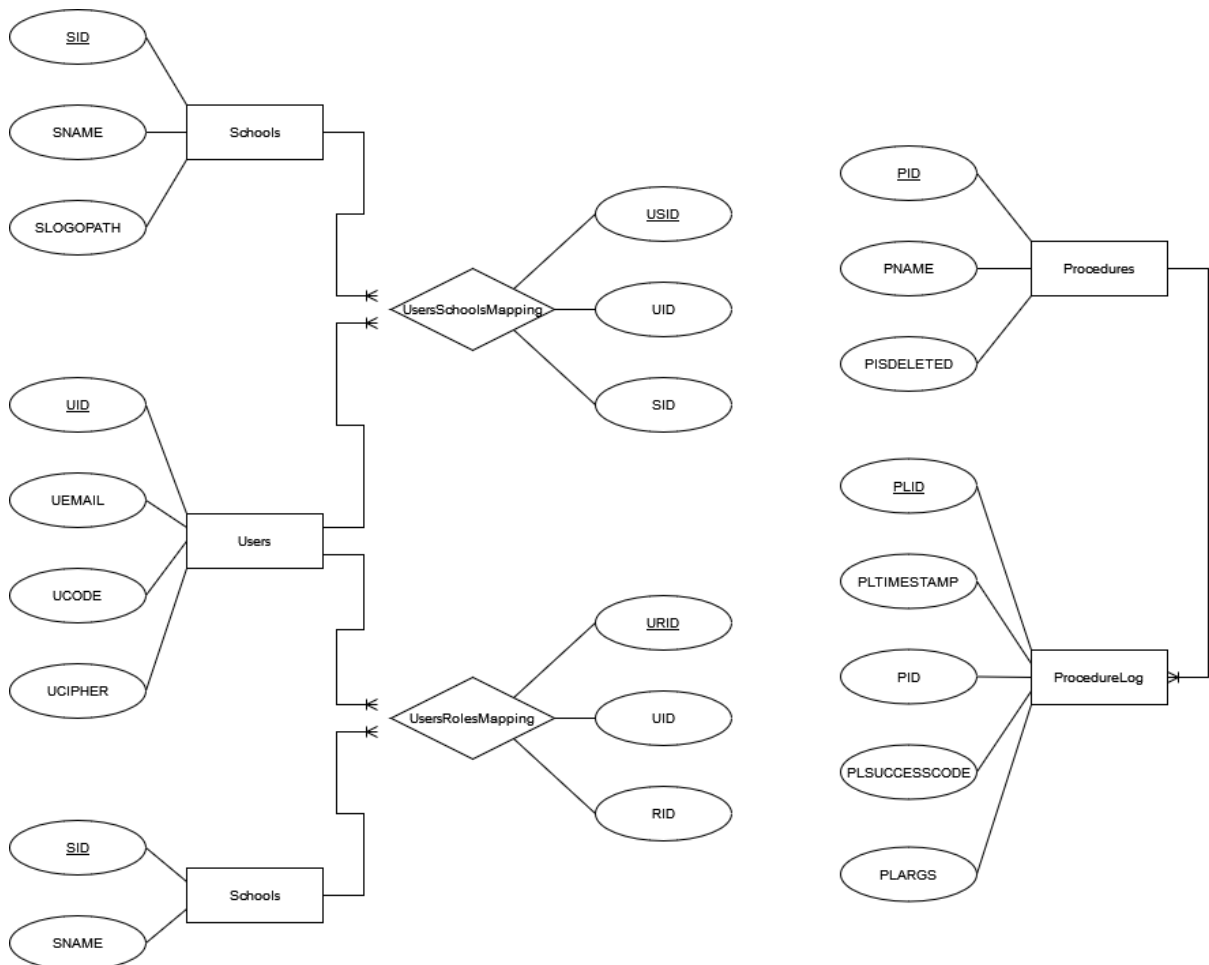 SID
SNAME
Schools
SLOGOPATH
USID
UsersSchoolsMapping
UID
SID
UID
UEMAIL
Users
UCODE
UCIPHER
URID
UsersRolesMapping
UID
RID
SID
Schools
SNAME
PID
PNAME
Procedures
PISDELETED
PLID
PLTIMESTAMP
PID
ProcedureLog
PLSUCCESSCODE
PLARGS